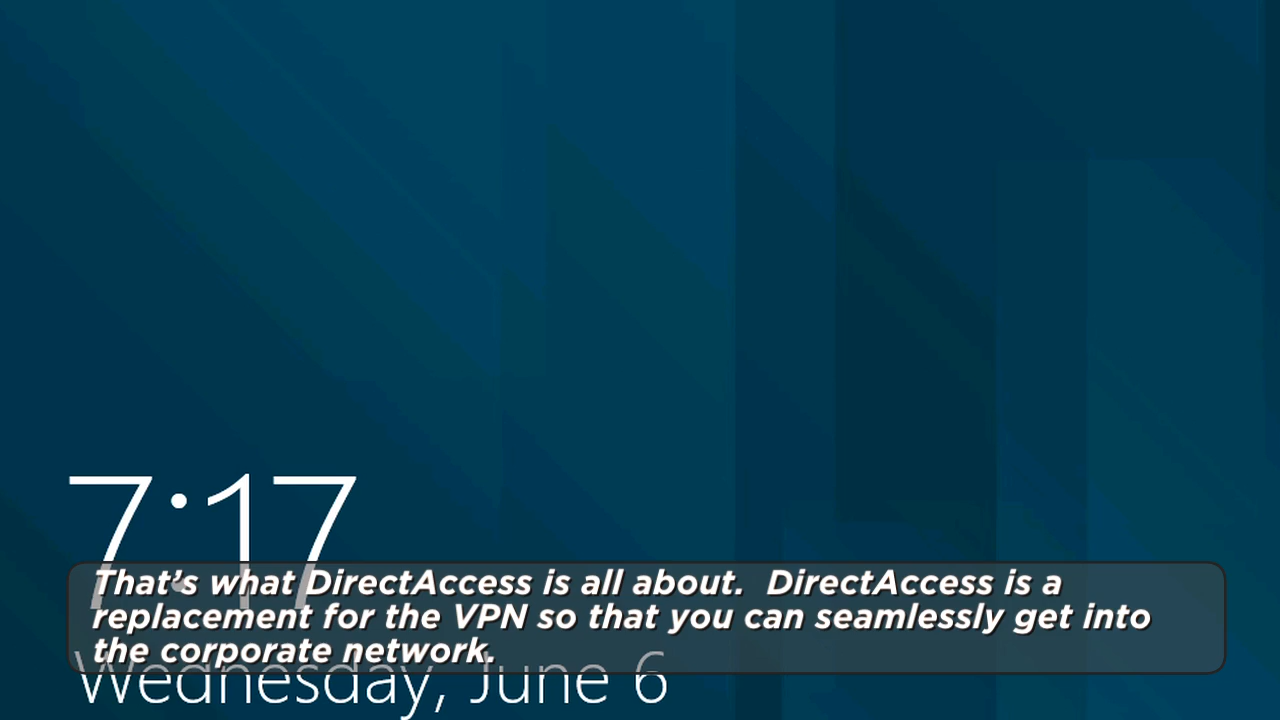 7:17
That's what DirectAccess is all about. DirectAccess is a
replacement for the VPN so that you can seamlessly get into
the corporate network.
Wednesday, June 6